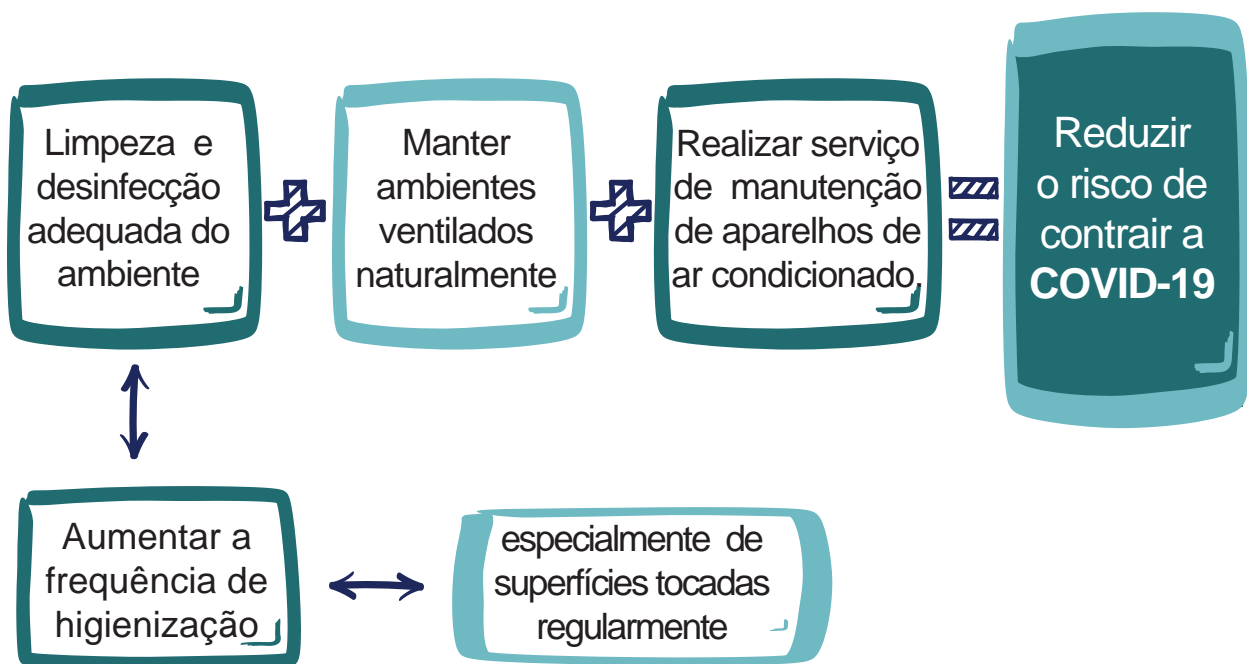 Limpeza e
desinfecção
adequada do
ambiente
Manter
ambientes
ventilados
naturalmente
Realizar serviço
de manutenção
de aparelhos de
ar condicionado.
Reduzir
o risco de
contrair a
COVID-19
Aumentar a
frequência de
higienização
especialmente de
superfícies tocadas
regularmente